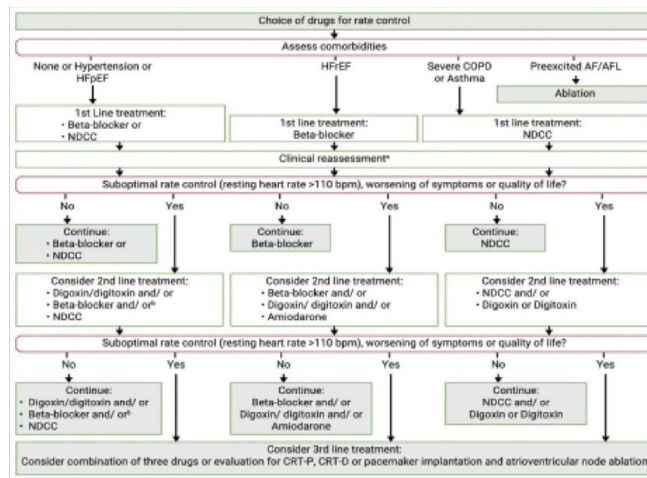 Choice of drugs for rate control
Assess comorbidities
None or Hypertension or
HFpEF
HFrEF
Severe COPD
or Asthma
Preexcited AF/AFL
Ablation
1st Line treatment:
• Beta-blocker or
• NDCC
1st line treatment:
Beta-blocker
1st line treatment:
NDCC
Clinical reassessmentᵃ
Suboptimal rate control (resting heart rate >110 bpm), worsening of symptoms or quality of life?
No
Yes
No
Yes
No
Yes
Continue:
• Beta-blocker or
• NDCC
Continue:
Beta-blocker
Continue:
NDCC
Consider 2nd line treatment:
• Digoxin/digitoxin and/ or
• Beta-blocker and/ orᵇ
• NDCC
Consider 2nd line treatment:
• Beta-blocker and/ or
• Digoxin/ digitoxin and/ or
• Amiodarone
Consider 2nd line treatment:
• NDCC and/ or
• Digoxin or Digitoxin
Suboptimal rate control (resting heart rate >110 bpm), worsening of symptoms or quality of life?
No
Yes
No
Yes
No
Yes
Continue:
• Digoxin/digitoxin and/ or
• Beta-blocker and/ orᵇ
• NDCC
Continue:
Beta-blocker and/ or
Digoxin/ digitoxin and/ or
Amiodarone
Continue:
NDCC and/ or
Digoxin or Digitoxin
Consider 3rd line treatment:
Consider combination of three drugs or evaluation for CRT-P, CRT-D or pacemaker implantation and atrioventricular node ablation